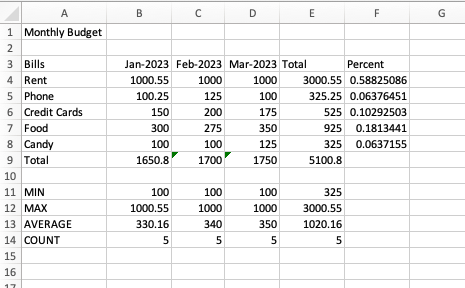 A B C D E F G
1 Monthly Budget
2
3 Bills Jan-2023 Feb-2023 Mar-2023 Total Percent
4 Rent 1000.55 1000 1000 3000.55 0.58825086
5 Phone 100.25 125 100 325.25 0.06376451
6 Credit Cards 150 200 175 525 0.10292503
7 Food 300 275 350 925 0.1813441
8 Candy 100 100 125 325 0.0637155
9 Total 1650.8 1700 1750 5100.8
10
11 MIN 100 100 100 325
12 MAX 1000.55 1000 1000 3000.55
13 AVERAGE 330.16 340 350 1020.16
14 COUNT 5 5 5 5
15
16
17